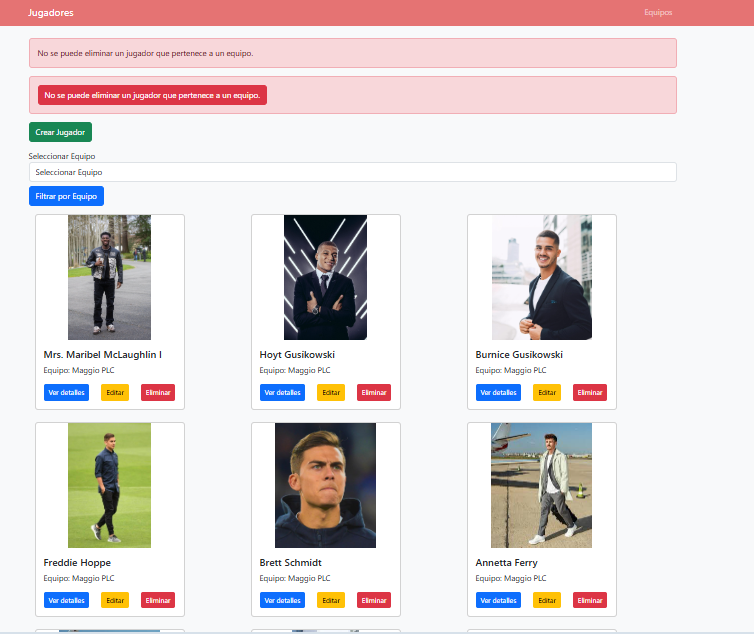 Jugadores Equipos
No se puede eliminar un jugador que pertenece a un equipo.
No se puede eliminar un jugador que pertenece a un equipo.
Crear Jugador
Seleccionar Equipo
Seleccionar Equipo
Filtrar por Equipo
Mrs. Maribel McLaughlin I
Equipo: Maggio PLC
Ver detalles Editar Eliminar
Hoyt Gusikowski
Equipo: Maggio PLC
Ver detalles Editar Eliminar
Burnice Gusikowski
Equipo: Maggio PLC
Ver detalles Editar Eliminar
Freddie Hoppe
Equipo: Maggio PLC
Ver detalles Editar Eliminar
Brett Schmidt
Equipo: Maggio PLC
Ver detalles Editar Eliminar
Annetta Ferry
Equipo: Maggio PLC
Ver detalles Editar Eliminar